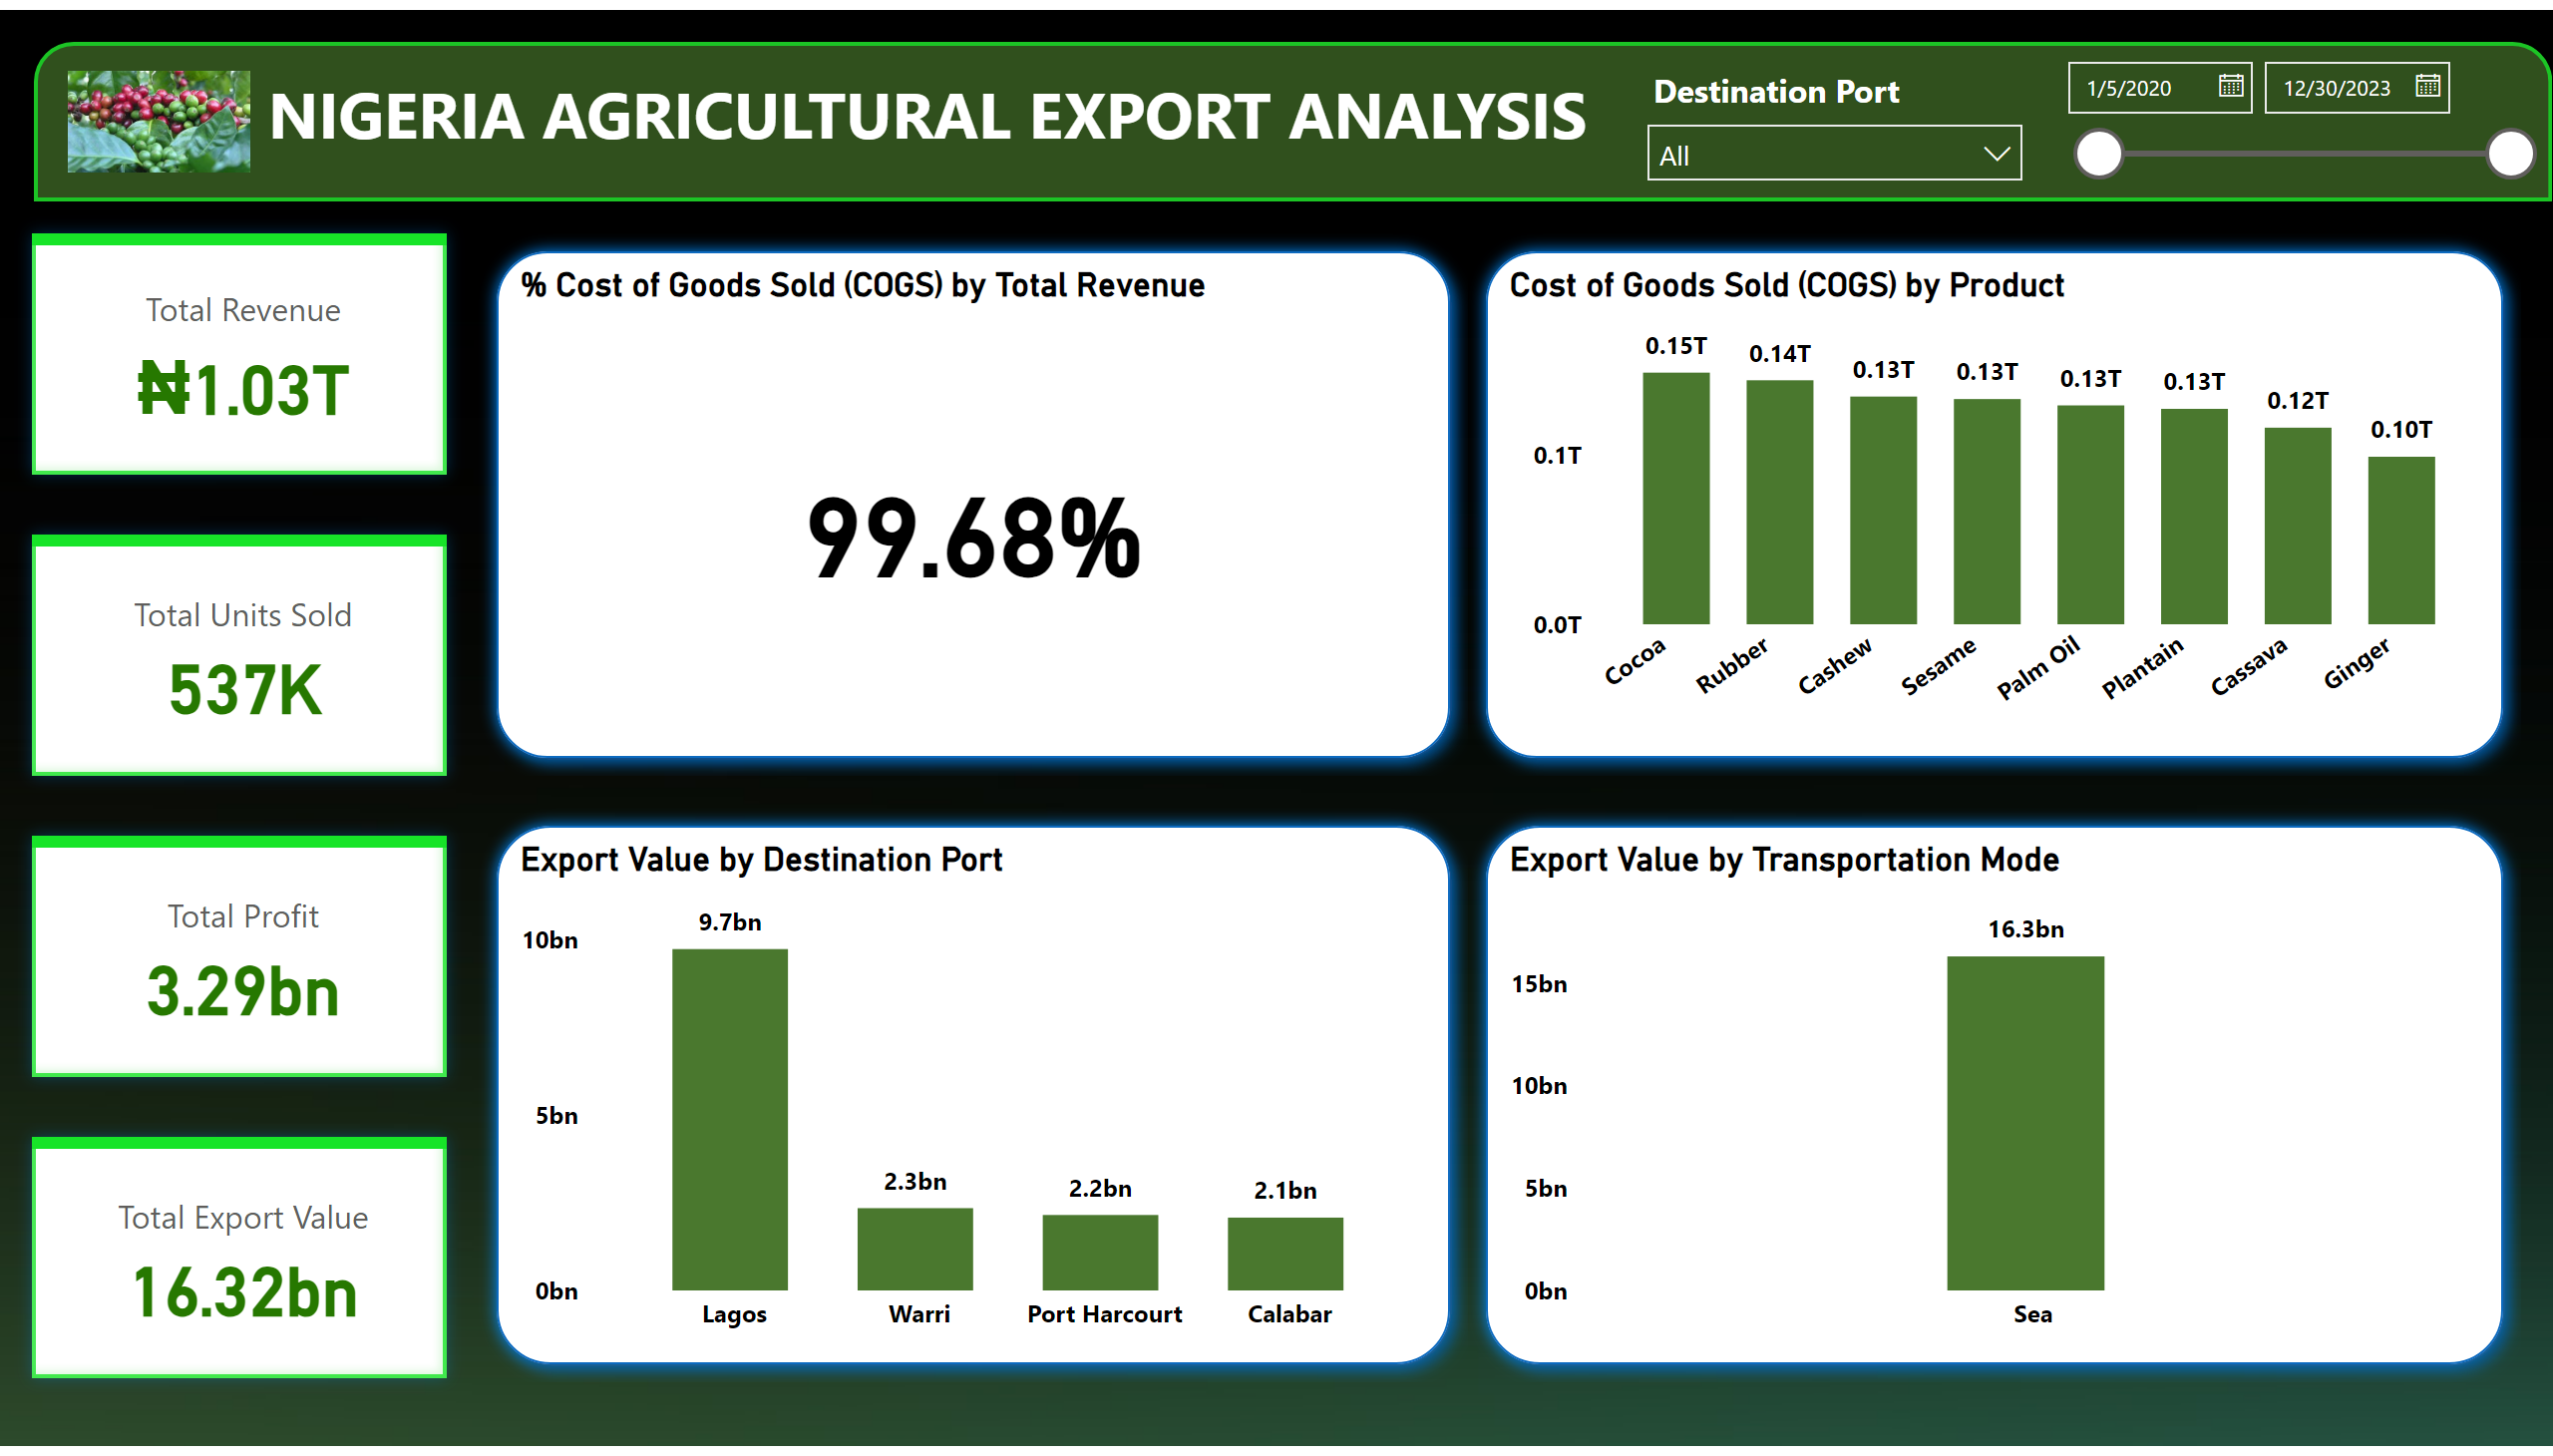 NIGERIA AGRICULTURAL EXPORT ANALYSIS
Destination Port
All
1/5/2020
12/30/2023
Total Revenue
₦1.03T
Total Units Sold
537K
Total Profit
3.29bn
Total Export Value
16.32bn
% Cost of Goods Sold (COGS) by Total Revenue
99.68%
Cost of Goods Sold (COGS) by Product
0.15T
0.14T
0.13T
0.13T
0.13T
0.13T
0.12T
0.10T
0.1T
0.0T
Cocoa
Rubber
Cashew
Sesame
Palm Oil
Plantain
Cassava
Ginger
Export Value by Destination Port
9.7bn
10bn
5bn
2.3bn
2.2bn
2.1bn
0bn
Lagos
Warri
Port Harcourt
Calabar
Export Value by Transportation Mode
16.3bn
15bn
10bn
5bn
0bn
Sea